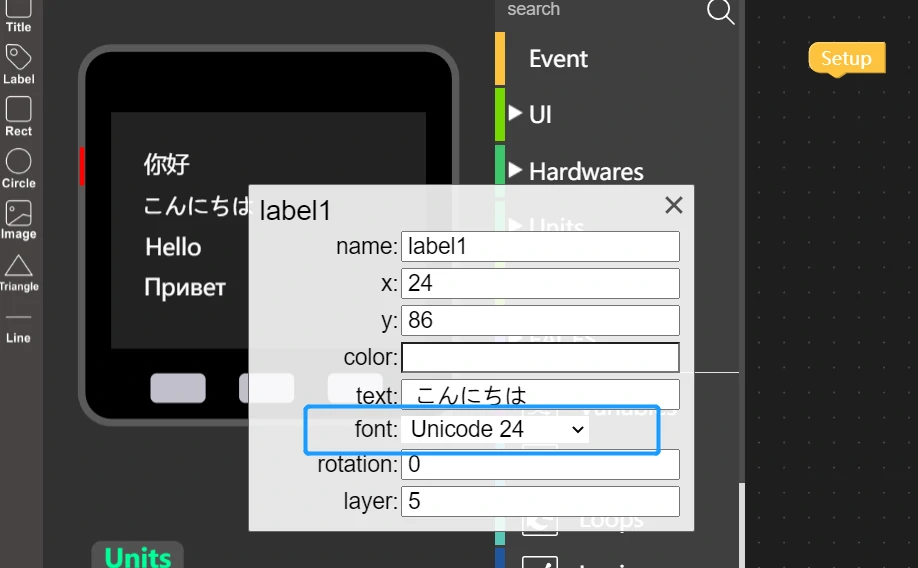 Title
Label
Rect
Circle
Image
Triangle
Line
你好
こんにちは
Hello
Привет
Units
search
Event
UI
Hardwares
Units
label1
name: label1
x: 24
y: 86
color:
text: こんにちは
font: Unicode 24
rotation: 0
layer: 5
Variables
Loops
Setup